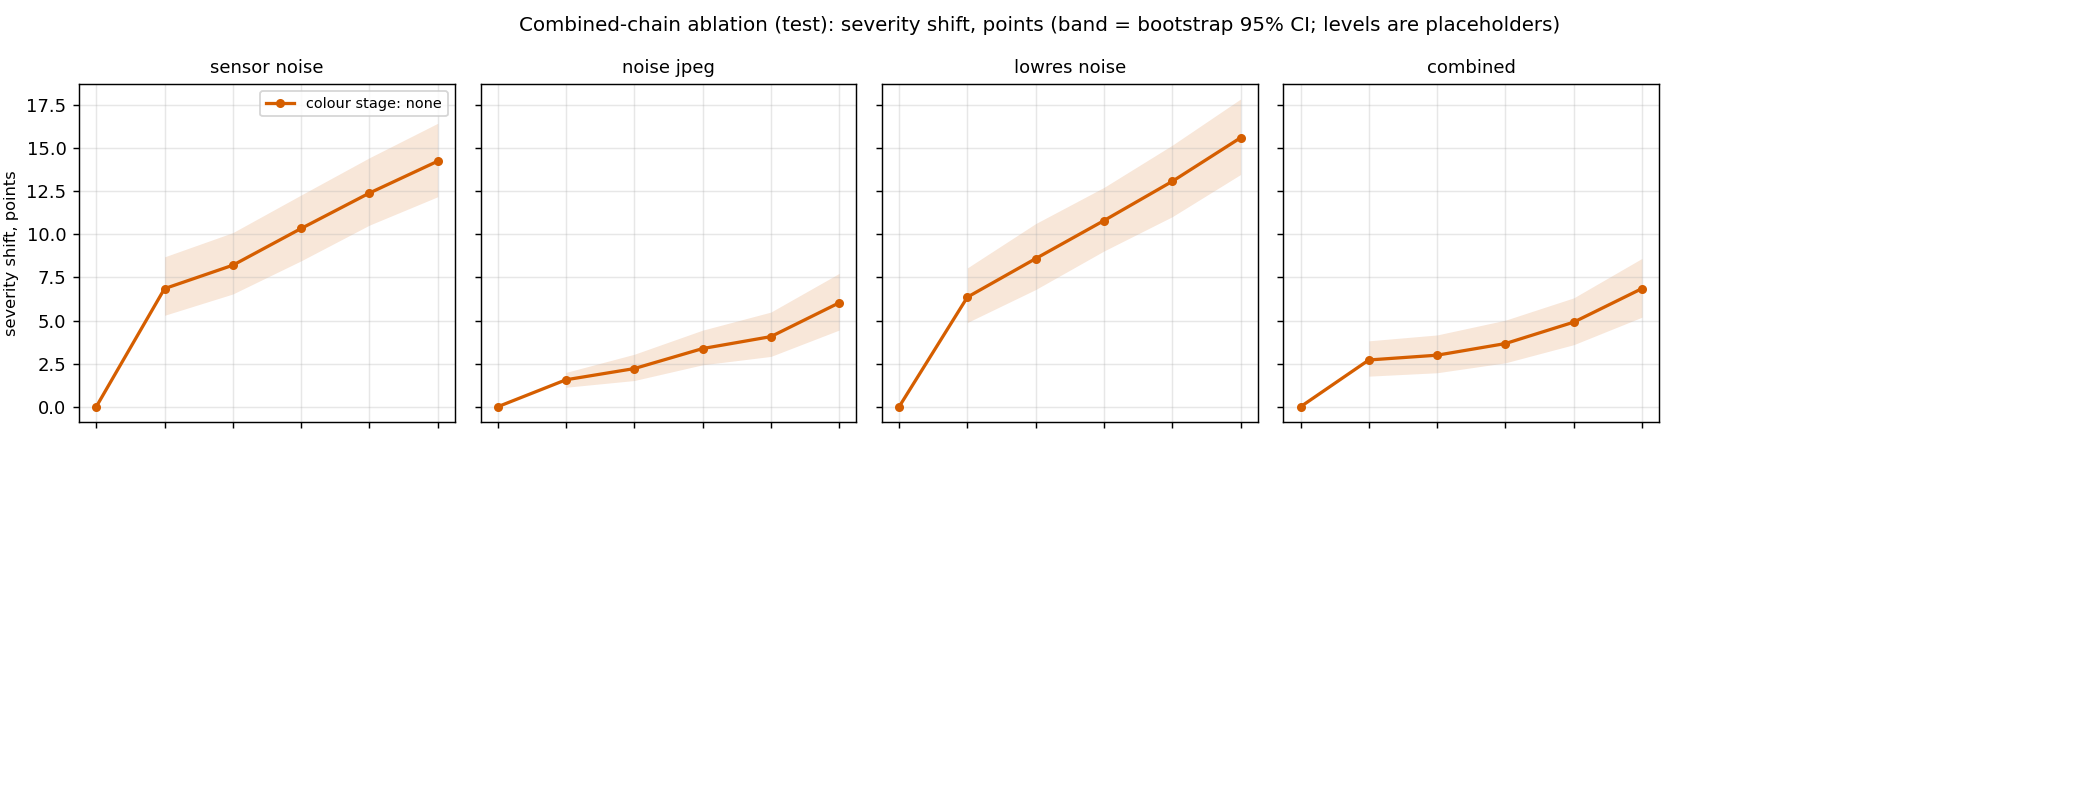 Combined-chain ablation (test): severity shift, points (band = bootstrap 95% CI; levels are placeholders)
sensor noise
noise jpeg
lowres noise
combined
colour stage: none
severity shift, points
17.5
15.0
12.5
10.0
7.5
5.0
2.5
0.0